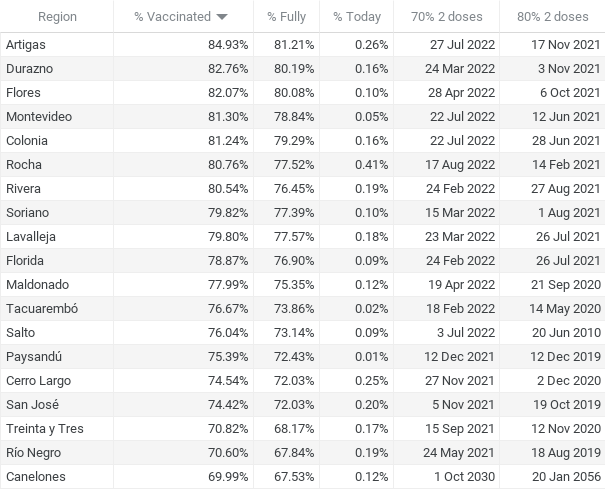 Region % Vaccinated % Fully % Today 70% 2 doses 80% 2 doses
Artigas 84.93% 81.21% 0.26% 27 Jul 2022 17 Nov 2021
Durazno 82.76% 80.19% 0.16% 24 Mar 2022 3 Nov 2021
Flores 82.07% 80.08% 0.10% 28 Apr 2022 6 Oct 2021
Montevideo 81.30% 78.84% 0.05% 22 Jul 2022 12 Jun 2021
Colonia 81.24% 79.29% 0.16% 22 Jul 2022 28 Jun 2021
Rocha 80.76% 77.52% 0.41% 17 Aug 2022 14 Feb 2021
Rivera 80.54% 76.45% 0.19% 24 Feb 2022 27 Aug 2021
Soriano 79.82% 77.39% 0.10% 15 Mar 2022 1 Aug 2021
Lavalleja 79.80% 77.57% 0.18% 23 Mar 2022 26 Jul 2021
Florida 78.87% 76.90% 0.09% 24 Feb 2022 26 Jul 2021
Maldonado 77.99% 75.35% 0.12% 19 Apr 2022 21 Sep 2020
Tacuarembó 76.67% 73.86% 0.02% 18 Feb 2022 14 May 2020
Salto 76.04% 73.14% 0.09% 3 Jul 2022 20 Jun 2010
Paysandú 75.39% 72.43% 0.01% 12 Dec 2021 12 Dec 2019
Cerro Largo 74.54% 72.03% 0.25% 27 Nov 2021 2 Dec 2020
San José 74.42% 72.03% 0.20% 5 Nov 2021 19 Oct 2019
Treinta y Tres 70.82% 68.17% 0.17% 15 Sep 2021 12 Nov 2020
Río Negro 70.60% 67.84% 0.19% 24 May 2021 18 Aug 2019
Canelones 69.99% 67.53% 0.12% 1 Oct 2030 20 Jan 2056